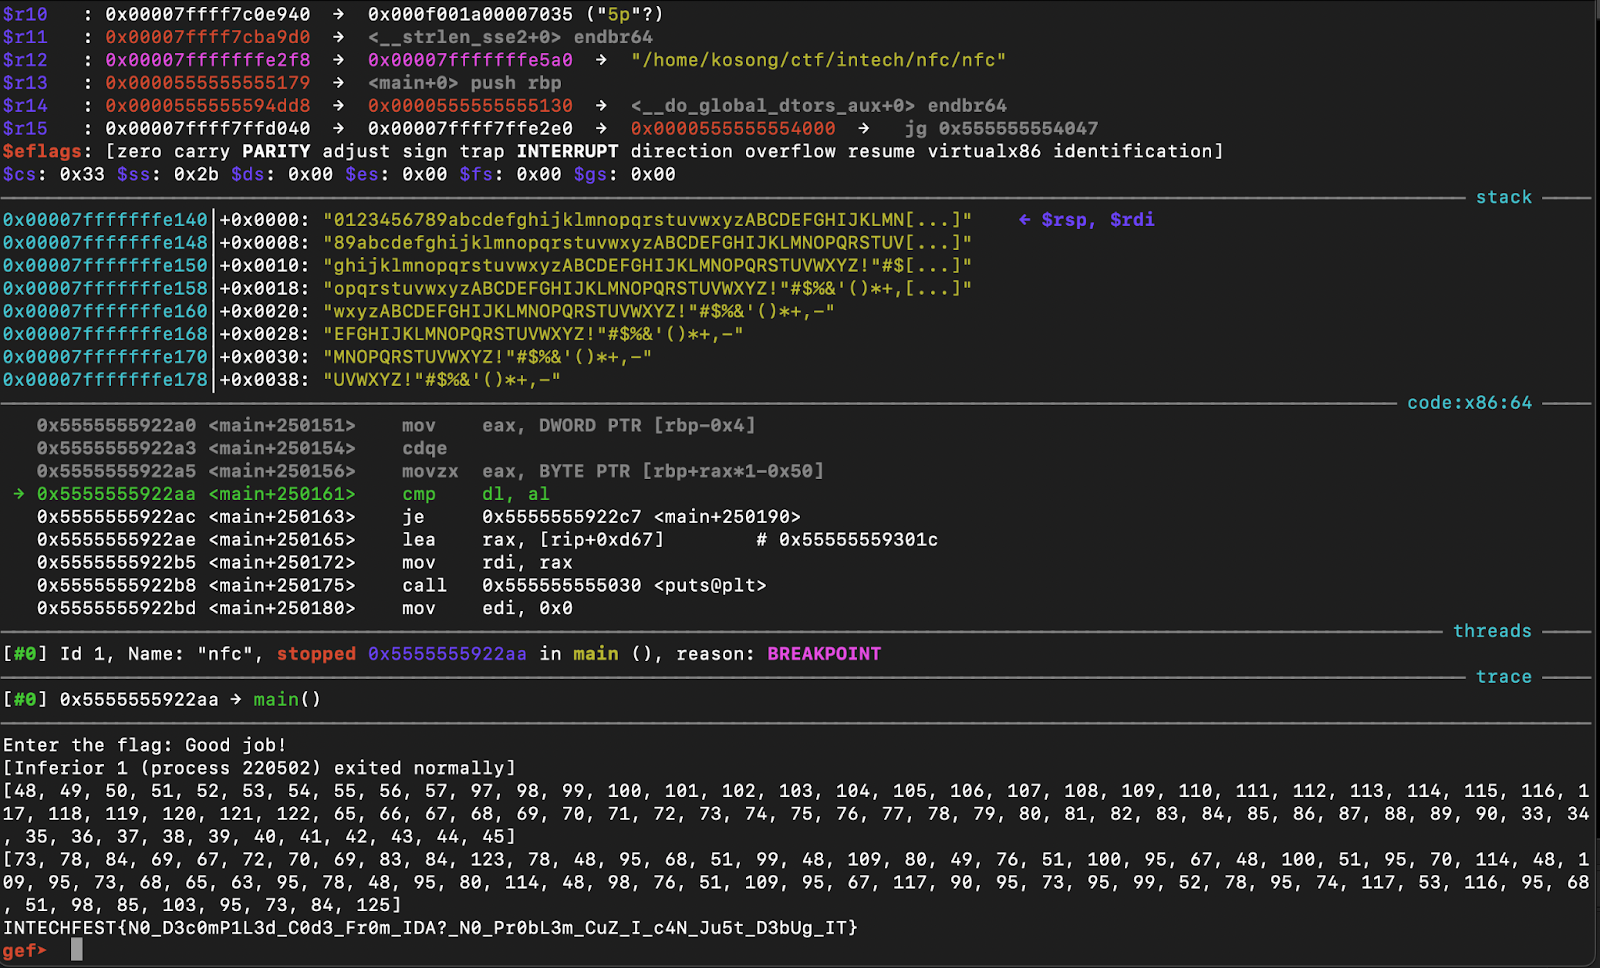 $r10   : 0x00007ffff7c0e940  →  0x000f001a00007035 ("5p"?)
$r11   : 0x00007ffff7cba9d0  →  <__strlen_sse2+0> endbr64
$r12   : 0x00007fffffffe2f8  →  0x00007fffffffe5a0  →  "/home/kosong/ctf/intech/nfc/nfc"
$r13   : 0x0000555555555179  →  <main+0> push rbp
$r14   : 0x0000555555594dd8  →  0x0000555555555130  →  <__do_global_dtors_aux+0> endbr64
$r15   : 0x00007ffff7ffd040  →  0x00007ffff7ffe2e0  →  0x0000555555554000  →   jg 0x555555554047
$eflags: [zero carry PARITY adjust sign trap INTERRUPT direction overflow resume virtualx86 identification]
$cs: 0x33 $ss: 0x2b $ds: 0x00 $es: 0x00 $fs: 0x00 $gs: 0x00
stack
0x00007fffffffe140│+0x0000: "0123456789abcdefghijklmnopqrstuvwxyzABCDEFGHIJKLMN[...]"    ← $rsp, $rdi
0x00007fffffffe148│+0x0008: "89abcdefghijklmnopqrstuvwxyzABCDEFGHIJKLMNOPQRSTUV[...]"
0x00007fffffffe150│+0x0010: "ghijklmnopqrstuvwxyzABCDEFGHIJKLMNOPQRSTUVWXYZ!"#$[...]"
0x00007fffffffe158│+0x0018: "opqrstuvwxyzABCDEFGHIJKLMNOPQRSTUVWXYZ!"#$%&'()*+,[...]"
0x00007fffffffe160│+0x0020: "wxyzABCDEFGHIJKLMNOPQRSTUVWXYZ!"#$%&'()*+,-"
0x00007fffffffe168│+0x0028: "EFGHIJKLMNOPQRSTUVWXYZ!"#$%&'()*+,-"
0x00007fffffffe170│+0x0030: "MNOPQRSTUVWXYZ!"#$%&'()*+,-"
0x00007fffffffe178│+0x0038: "UVWXYZ!"#$%&'()*+,-"
code:x86:64
0x5555555922a0 <main+250151>    mov    eax, DWORD PTR [rbp-0x4]
0x5555555922a3 <main+250154>    cdqe
0x5555555922a5 <main+250156>    movzx  eax, BYTE PTR [rbp+rax*1-0x50]
→ 0x5555555922aa <main+250161>    cmp    dl, al
0x5555555922ac <main+250163>    je     0x5555555922c7 <main+250190>
0x5555555922ae <main+250165>    lea    rax, [rip+0xd67]        # 0x55555559301c
0x5555555922b5 <main+250172>    mov    rdi, rax
0x5555555922b8 <main+250175>    call   0x555555555030 <puts@plt>
0x5555555922bd <main+250180>    mov    edi, 0x0
threads
[#0] Id 1, Name: "nfc", stopped 0x5555555922aa in main (), reason: BREAKPOINT
trace
[#0] 0x5555555922aa → main()
Enter the flag: Good job!
[Inferior 1 (process 220502) exited normally]
[48, 49, 50, 51, 52, 53, 54, 55, 56, 57, 97, 98, 99, 100, 101, 102, 103, 104, 105, 106, 107, 108, 109, 110, 111, 112, 113, 114, 115, 116, 1
17, 118, 119, 120, 121, 122, 65, 66, 67, 68, 69, 70, 71, 72, 73, 74, 75, 76, 77, 78, 79, 80, 81, 82, 83, 84, 85, 86, 87, 88, 89, 90, 33, 34
, 35, 36, 37, 38, 39, 40, 41, 42, 43, 44, 45]
[73, 78, 84, 69, 67, 72, 70, 69, 83, 84, 123, 78, 48, 95, 68, 51, 99, 48, 109, 80, 49, 76, 51, 100, 95, 67, 48, 100, 51, 95, 70, 114, 48, 1
09, 95, 73, 68, 65, 63, 95, 78, 48, 95, 80, 114, 48, 98, 76, 51, 109, 95, 67, 117, 90, 95, 73, 95, 99, 52, 78, 95, 74, 117, 53, 116, 95, 68
, 51, 98, 85, 103, 95, 73, 84, 125]
INTECHFEST{N0_D3c0mP1L3d_C0d3_Fr0m_IDA?_N0_Pr0bL3m_CuZ_I_c4N_Ju5t_D3bUg_IT}
gef➤